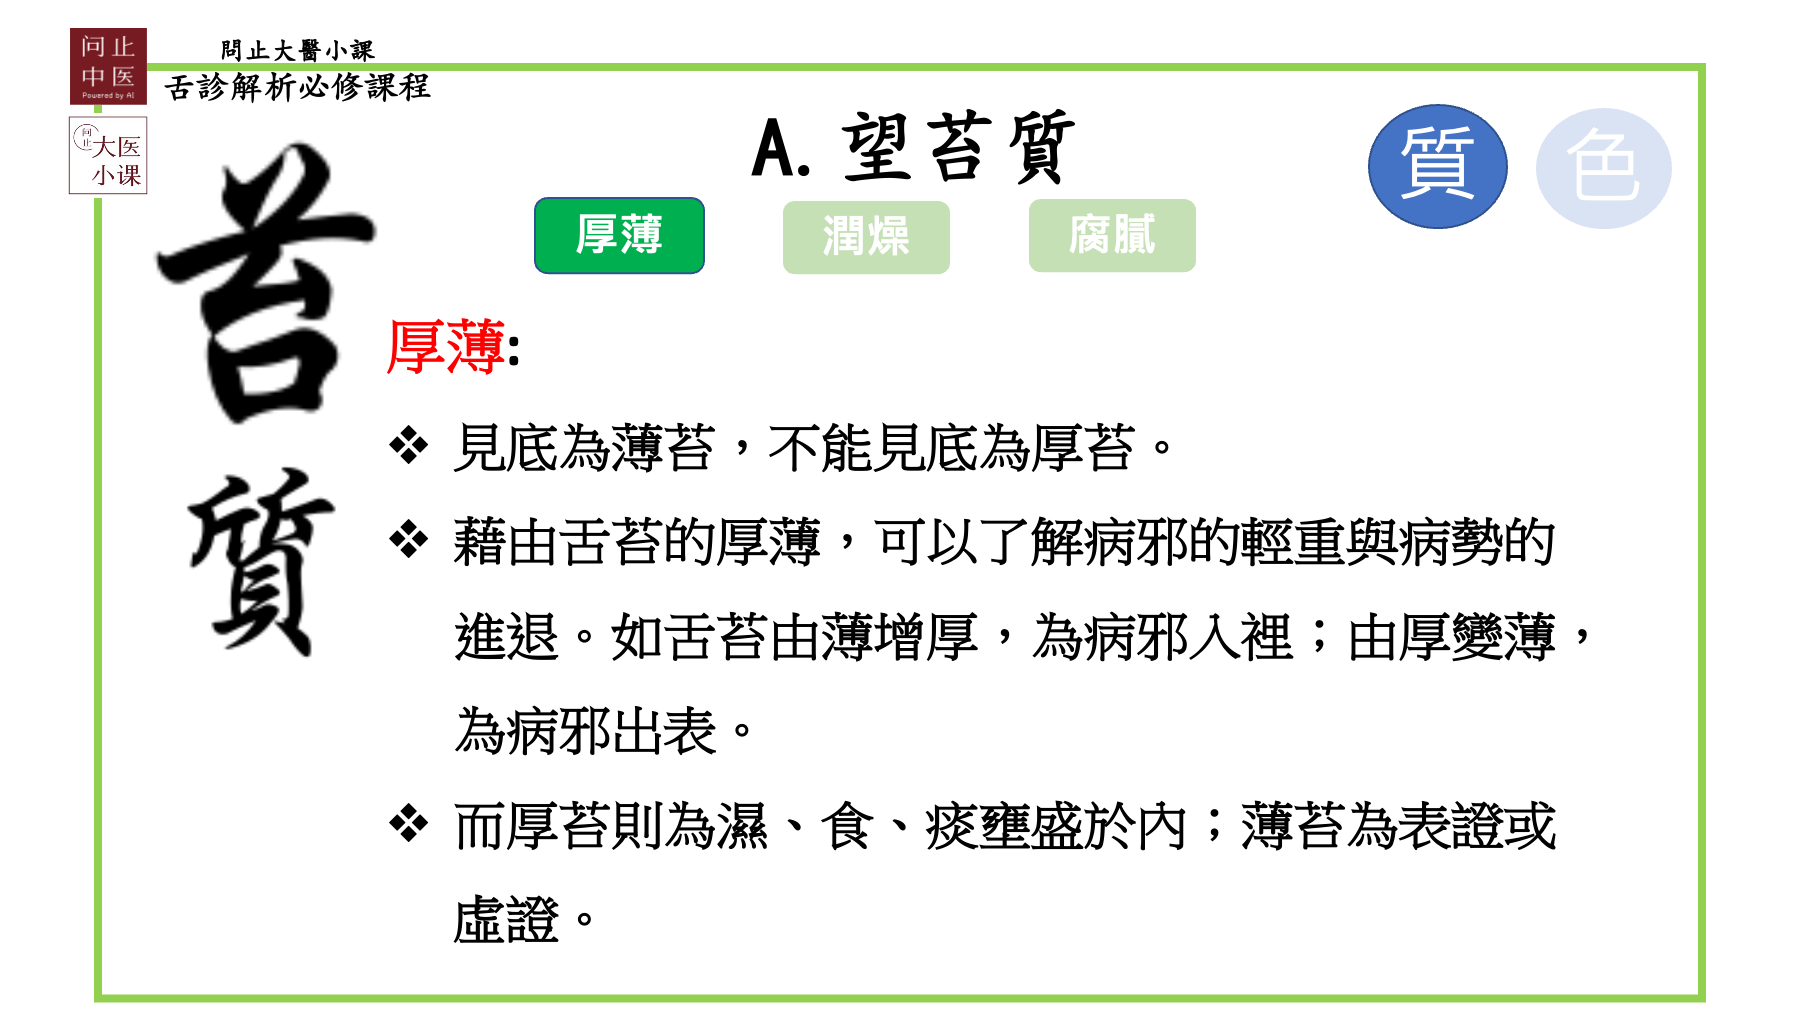 问止
中医
Powered by AI
問止大醫小課
舌診解析必修課程
问止
大医
小课
苔
質
A.望苔質
質
色
厚薄
潤燥
腐膩
厚薄:
❖ 見底為薄苔，不能見底為厚苔。
❖ 藉由舌苔的厚薄，可以了解病邪的輕重與病勢的
進退。如舌苔由薄增厚，為病邪入裡；由厚變薄，
為病邪出表。
❖ 而厚苔則為濕、食、痰壅盛於內；薄苔為表證或
虛證。